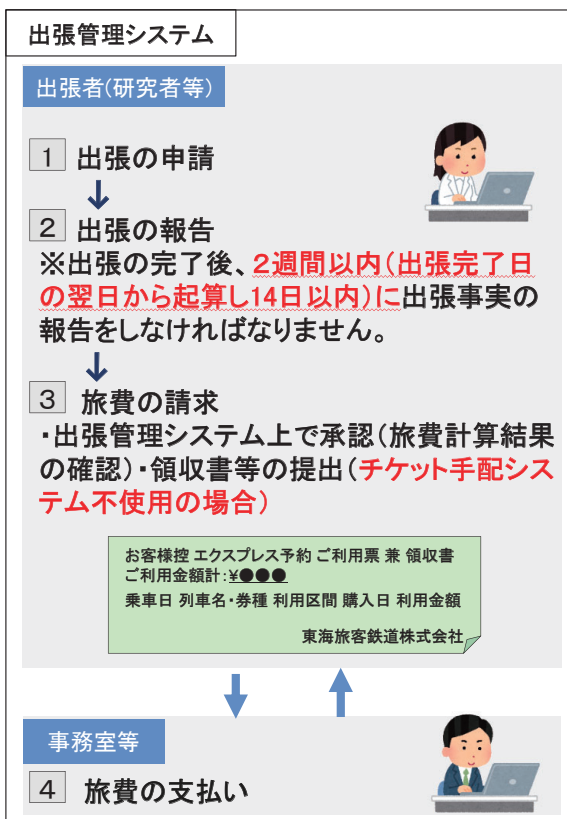 出張管理システム
出張者(研究者等)
1 出張の申請
2 出張の報告
※出張の完了後、2週間以内(出張完了日
の翌日から起算し14日以内)に出張事実の
報告をしなければなりません。
3 旅費の請求
・出張管理システム上で承認(旅費計算結果
の確認)・領収書等の提出(チケット手配シス
テム不使用の場合)
お客様控 エクスプレス予約 ご利用票 兼 領収書
ご利用金額計:¥●●●
乗車日 列車名・券種 利用区間 購入日 利用金額
東海旅客鉄道株式会社
事務室等
4 旅費の支払い